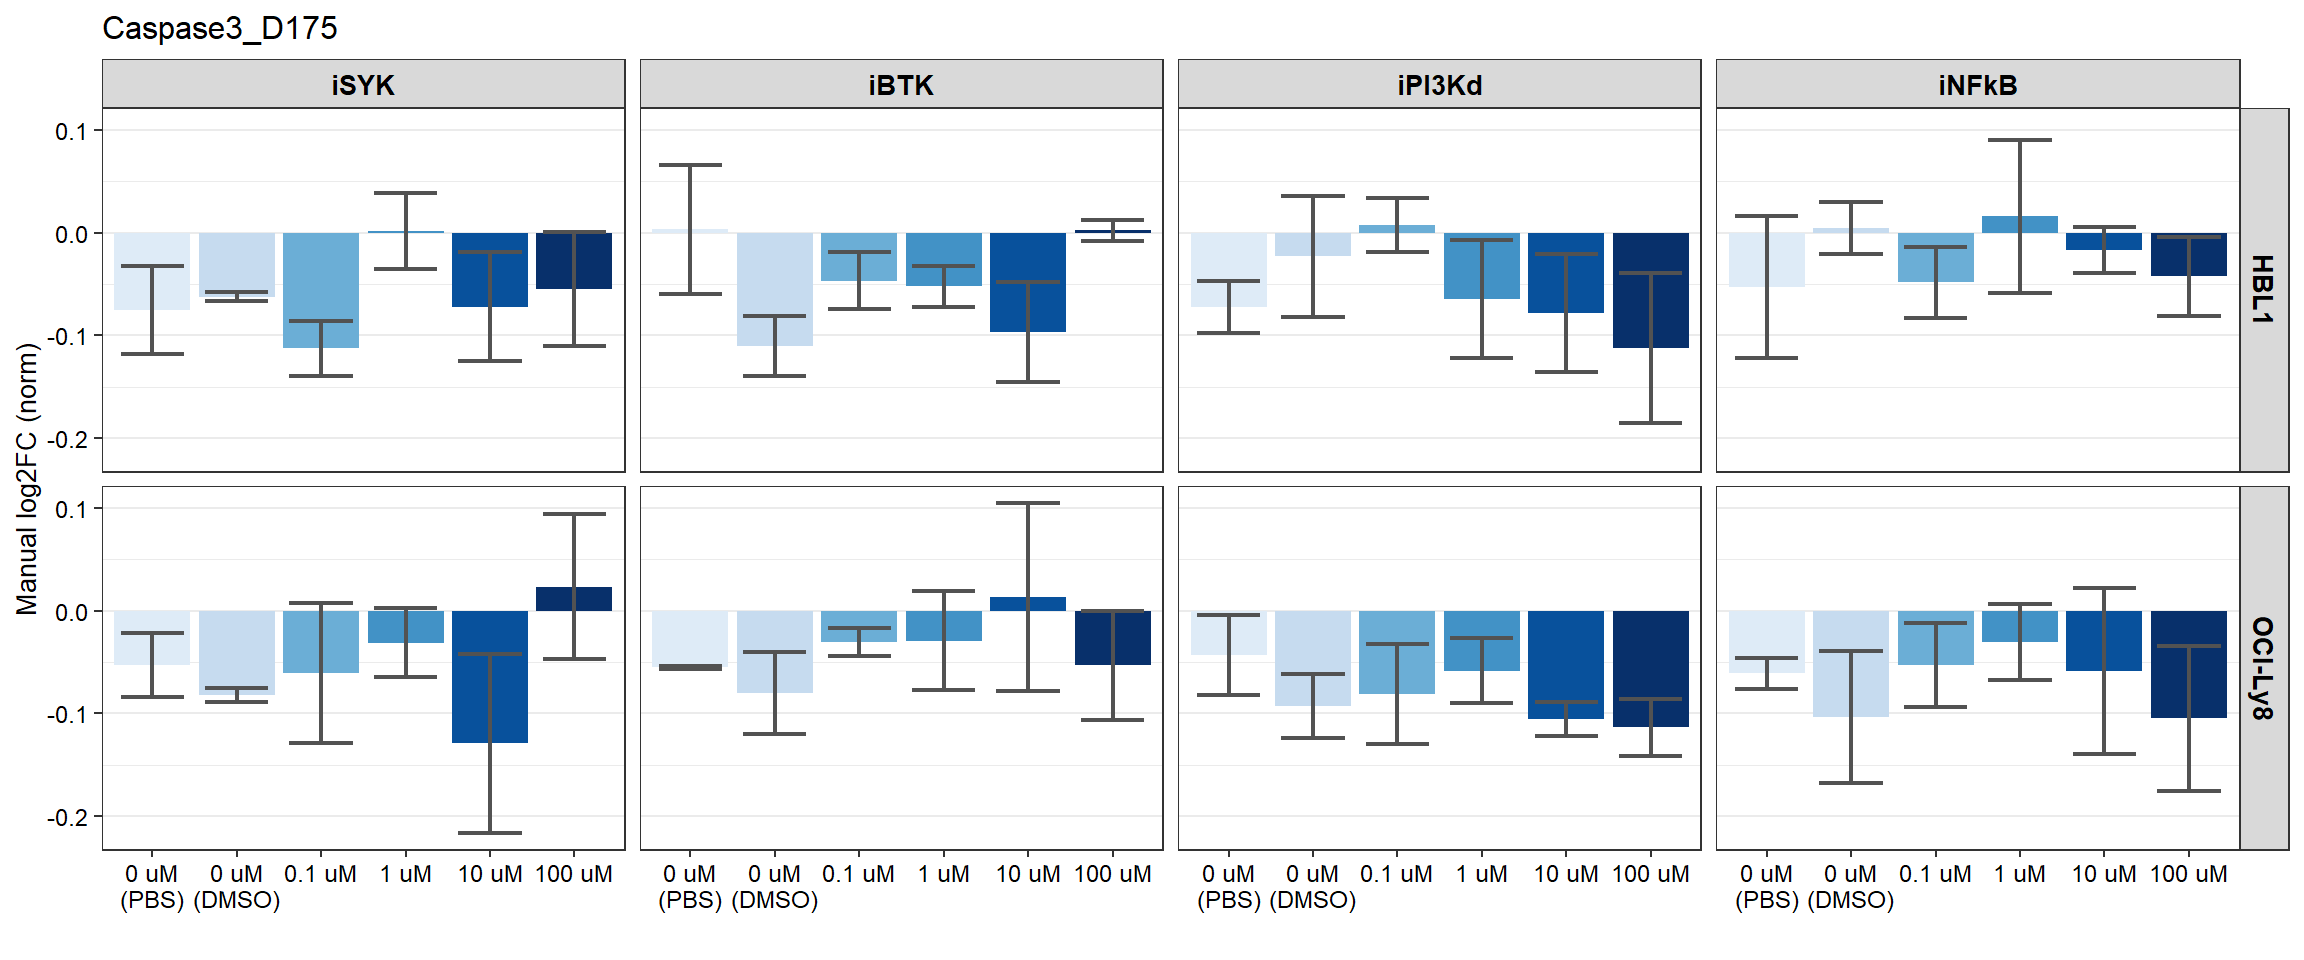 Caspase3_D175
iSYK
iBTK
iPI3Kd
iNFkB
Manual log2FC (norm)
0.1
0.0
-0.1
-0.2
HBL1
0.1
0.0
-0.1
-0.2
OCI-Ly8
0 uM (PBS)
0 uM (DMSO)
0.1 uM
1 uM
10 uM
100 uM
0 uM (PBS)
0 uM (DMSO)
0.1 uM
1 uM
10 uM
100 uM
0 uM (PBS)
0 uM (DMSO)
0.1 uM
1 uM
10 uM
100 uM
0 uM (PBS)
0 uM (DMSO)
0.1 uM
1 uM
10 uM
100 uM